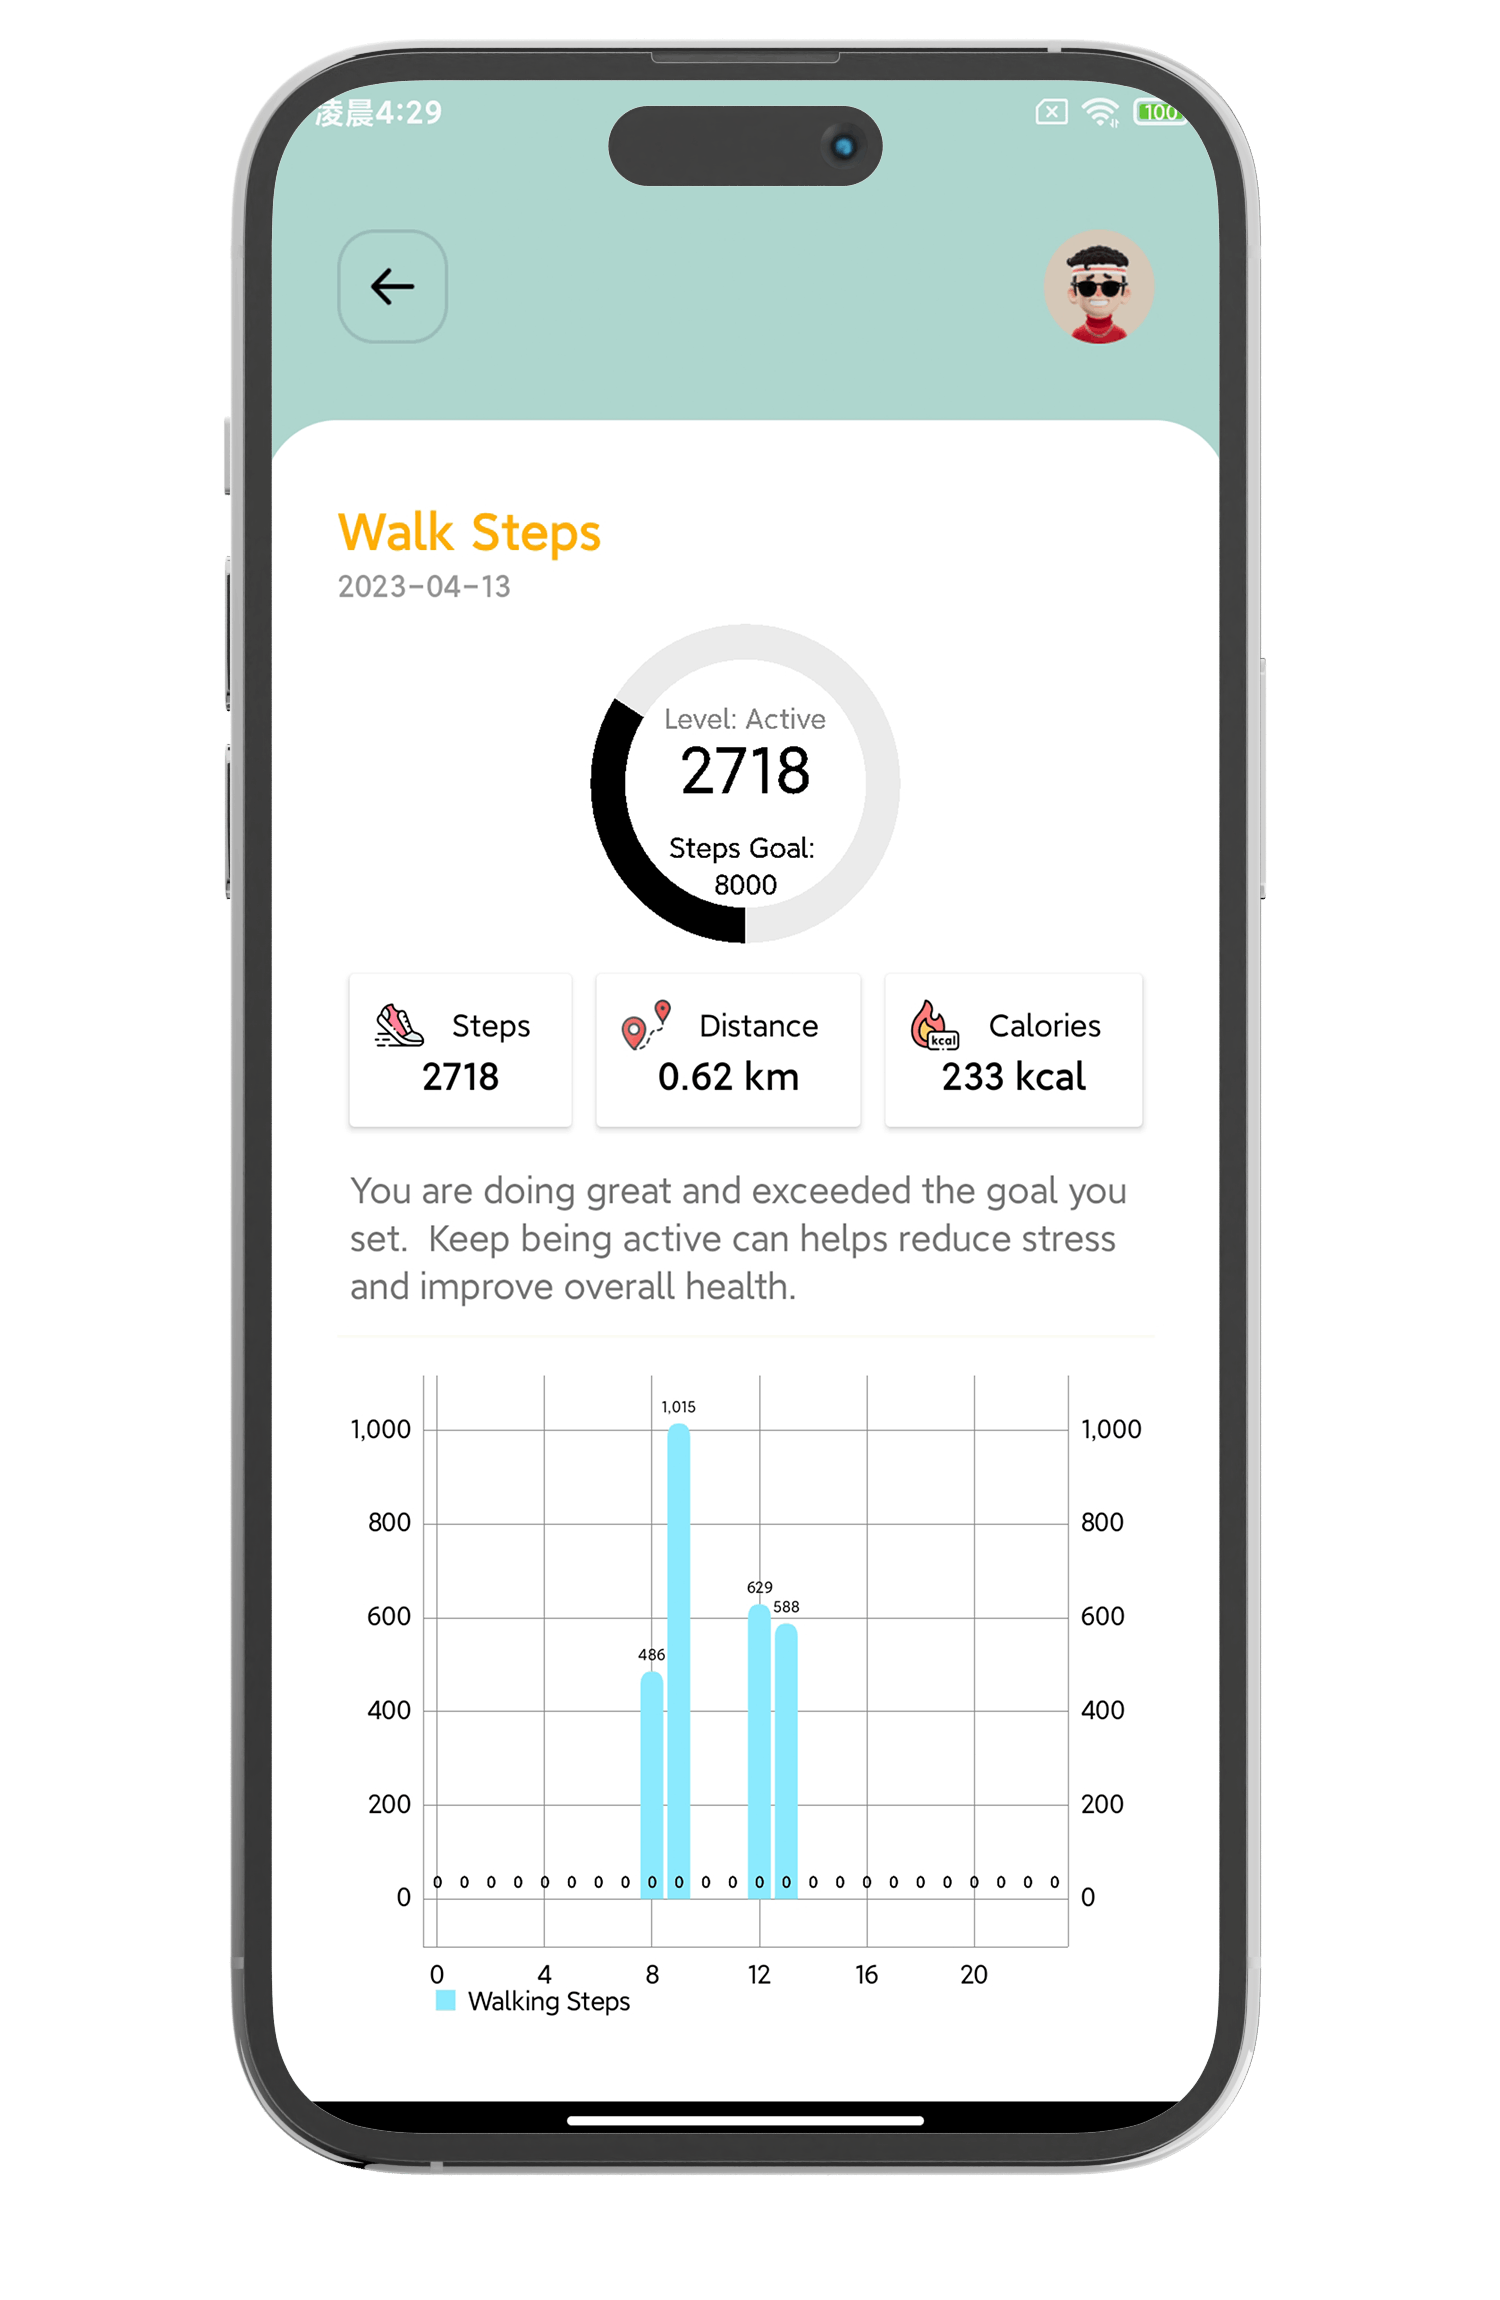 凌晨4:29
100
Walk Steps
2023-04-13
Level: Active
2718
Steps Goal:
8000
Steps
2718
Distance
0.62 km
kcal
Calories
233 kcal
You are doing great and exceeded the goal you
set.  Keep being active can helps reduce stress
and improve overall health.
1,015
1,000 1,000
800 800
629
588
600 600
486
400 400
200 200
0 0 0 0 0 0 0 0 0 0 0 0 0 0 0 0 0 0 0 0 0 0 0 0
0 0
0 4 8 12 16 20
Walking Steps